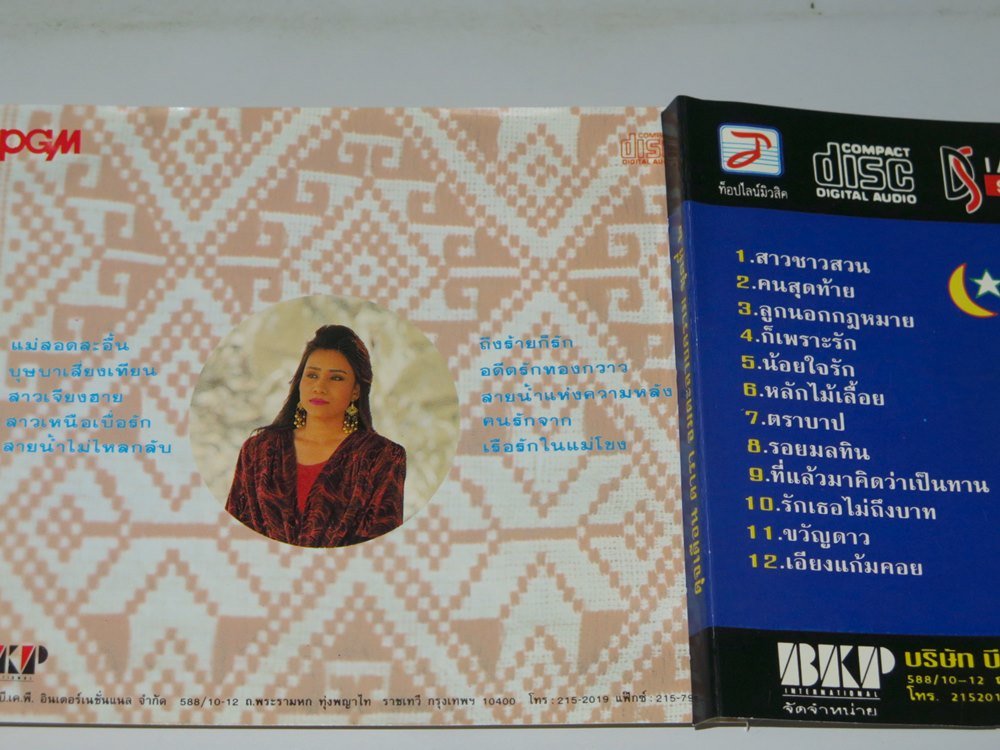 PGM
COMPACT
disc
DIGITAL AUDIO
แม่สอดสะอื้น
บุษบาเสี่ยงเทียน
สาวเจียงฮาย
สาวเหนือเบื่อรัก
สายน้ำไม่ไหลกลับ
ถึงร้ายก็รัก
อดีตรักทองกวาว
สายน้ำแห่งความหลัง
คนรักจาก
เรือรักในแม่โขง
BKP
บี.เค.พี. อินเตอร์เนชั่นแนล จำกัด 588/10-12 ถ.พระรามหก ทุ่งพญาไท ราชเทวี กรุงเทพฯ 10400 โทร : 215-2019 แฟ็กซ์ : 215-79
ท็อปไลน์มิวสิค
COMPACT
disc
DIGITAL AUDIO
1.สาวชาวสวน
2.คนสุดท้าย
3.ลูกนอกกฎหมาย
4.ก็เพราะรัก
5.น้อยใจรัก
6.หลักไม้เลื้อย
7.ตราบาป
8.รอยมลทิน
9.ที่แล้วมาคิดว่าเป็นทาน
10.รักเธอไม่ถึงบาท
11.ขวัญดาว
12.เอียงแก้มคอย
BKP
INTERNATIONAL
จัดจำหน่าย
บริษัท บี
588/10-12 ถ
โทร. 215201